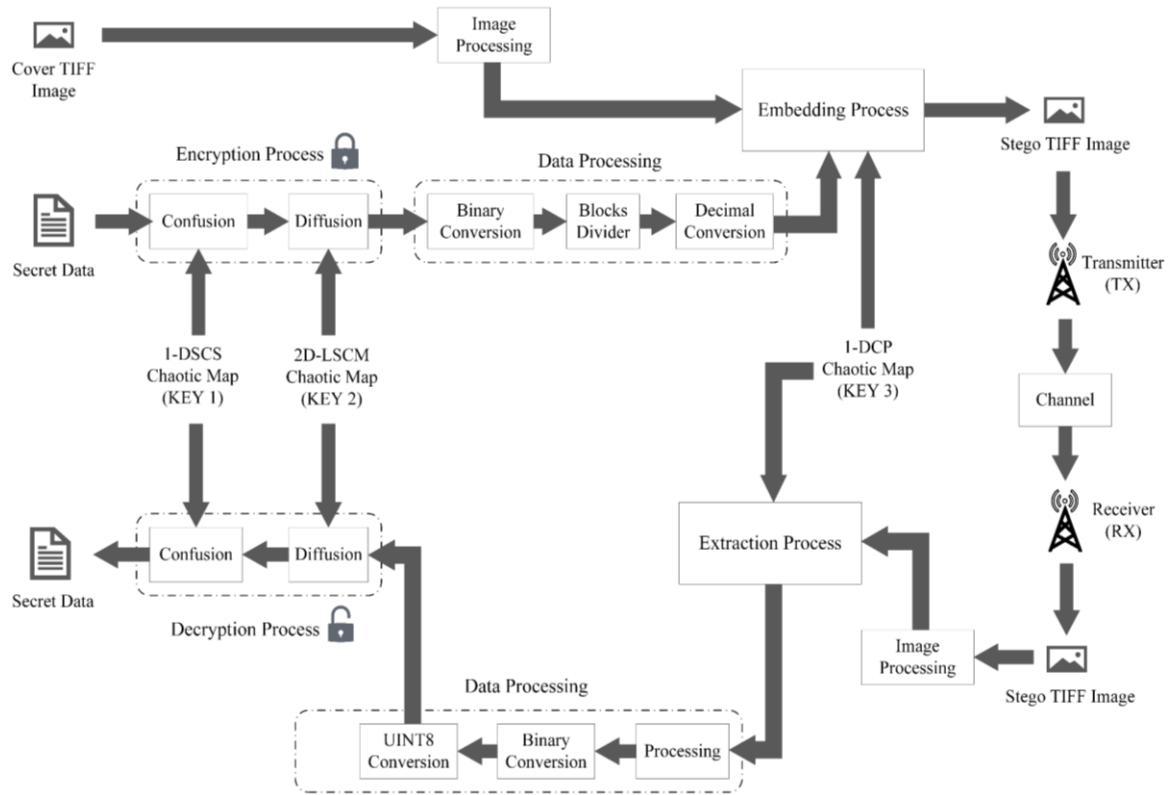 Cover TIFF
Image
Image
Processing
Embedding Process
Stego TIFF Image
Encryption Process
Data Processing
Secret Data
Confusion
Diffusion
Binary
Conversion
Blocks
Divider
Decimal
Conversion
Transmitter
(TX)
1-DSCS
Chaotic Map
(KEY 1)
2D-LSCM
Chaotic Map
(KEY 2)
1-DCP
Chaotic Map
(KEY 3)
Channel
Receiver
(RX)
Secret Data
Confusion
Diffusion
Decryption Process
Extraction Process
Image
Processing
Stego TIFF Image
Data Processing
UINT8
Conversion
Binary
Conversion
Processing